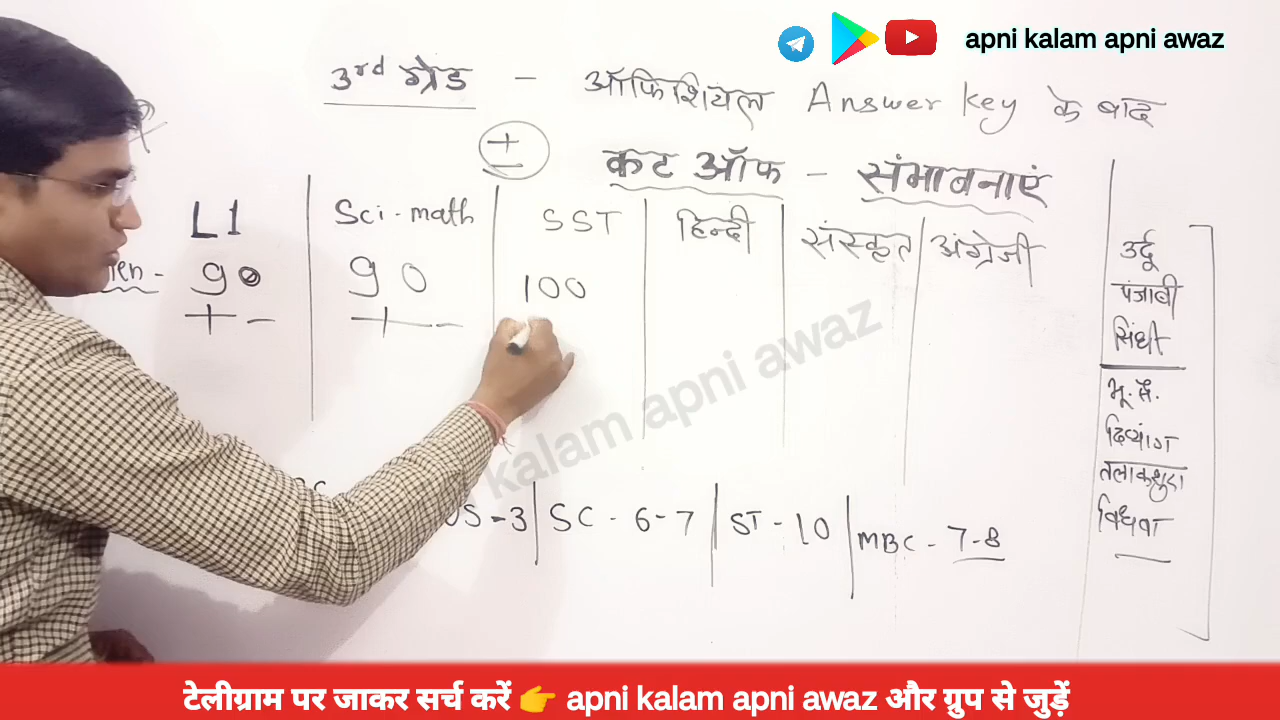 apni kalam apni awaz
3rd ग्रेड - ऑफिशियल Answer Key के बाद
±
कट ऑफ - संभावनाएं
L1 Sci-math SST हिन्दी संस्कृत अंग्रेजी
90 90 100
+- +-
उर्दू
पंजाबी
सिंधी
भू.सै.
दिव्यांग
तलाकशुदा
विधवा
kalam apni awaz
-3 SC - 6-7 ST - 10 MBC - 7-8
टेलीग्राम पर जाकर सर्च करें 👉 apni kalam apni awaz और ग्रुप से जुड़ें